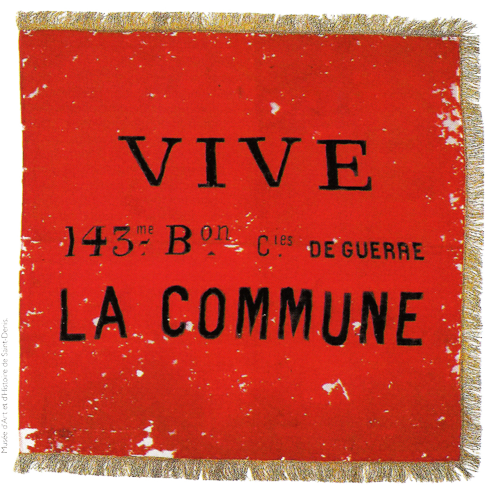 VIVE
143me Bon Cies DE GUERRE
LA COMMUNE
Musée d'Art et d'Histoire de Saint-Denis.